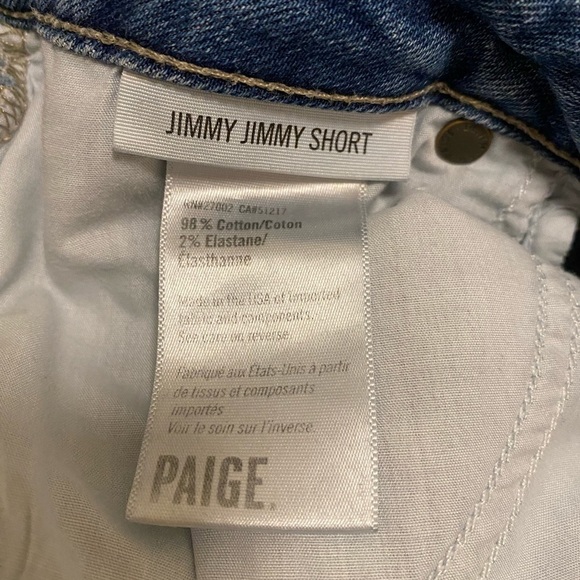 JIMMY JIMMY SHORT
RN#27002 CA#51217
98% Cotton/Coton
2% Elastane/
Élasthanne
Made in the USA of imported
fabric and components.
See care on reverse.
Fabriqué aux États-Unis à partir
de tissus et composants
importés
Voir le soin sur l'inverse.
PAIGE.